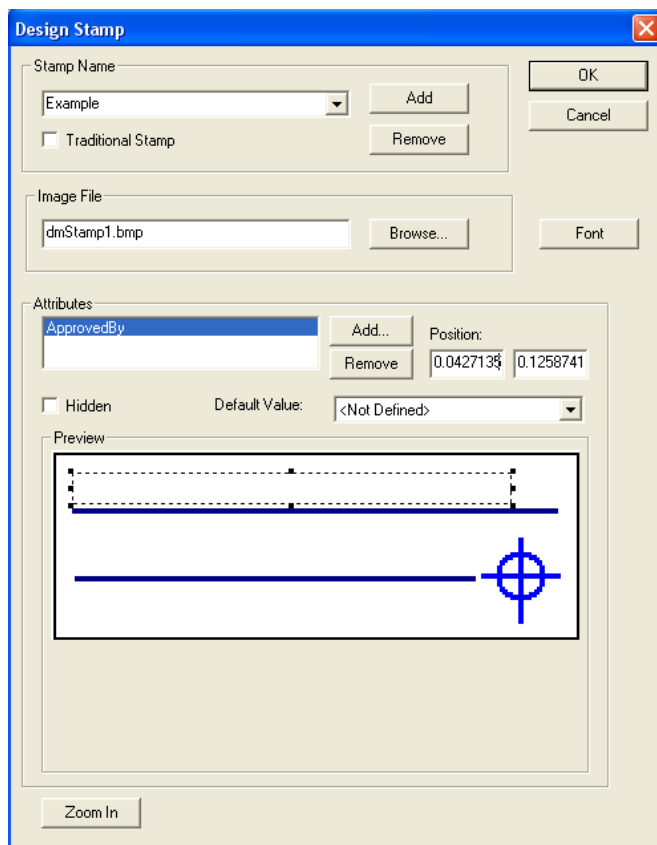 Design Stamp
Stamp Name
OK
Example
Add
Cancel
Traditional Stamp
Remove
Image File
dmStamp1.bmp
Browse...
Font
Attributes
ApprovedBy
Add...
Position:
Remove
0.0427135
0.1258741
Hidden
Default Value:
<Not Defined>
Preview
Zoom In